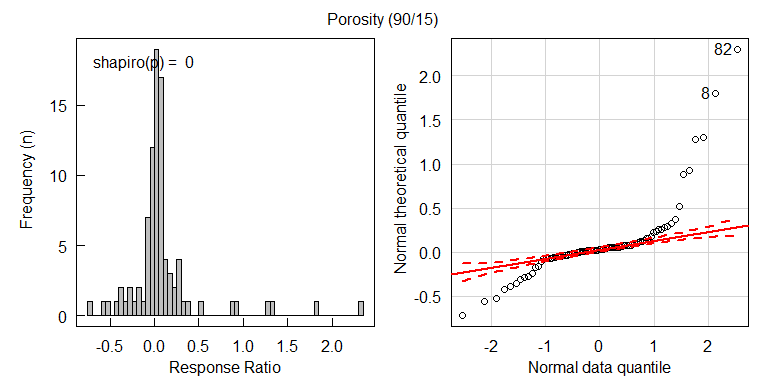 Porosity (90/15)
shapiro(p) = 0
Frequency (n)
15
10
5
0
-0.5 0.0 0.5 1.0 1.5 2.0
Response Ratio
82
8
Normal theoretical quantile
2.0
1.5
1.0
0.5
0.0
-0.5
-2 -1 0 1 2
Normal data quantile